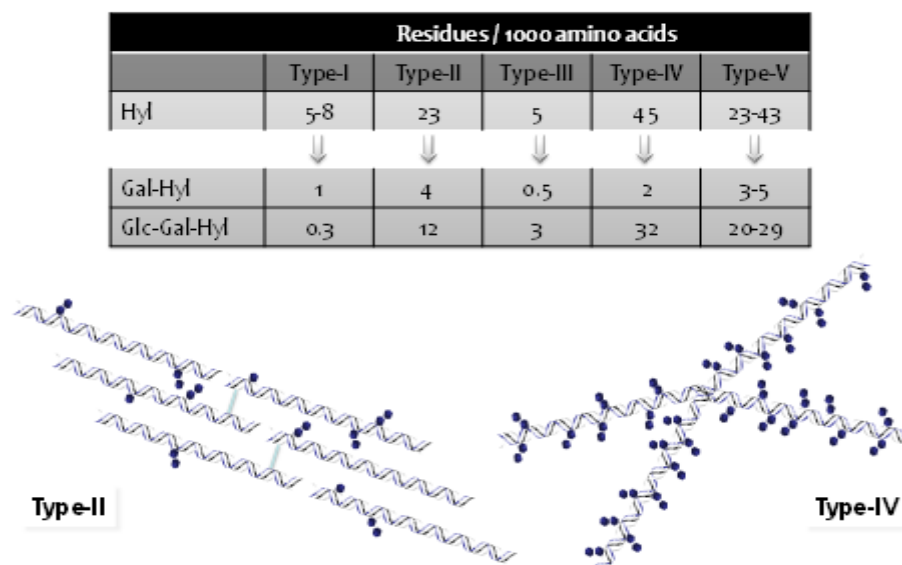 Residues / 1000 amino acids
Type-I Type-II Type-III Type-IV Type-V
Hyl 5-8 23 5 45 23-43
Gal-Hyl 1 4 0.5 2 3-5
Glc-Gal-Hyl 0.3 12 3 32 20-29
Type-II Type-IV